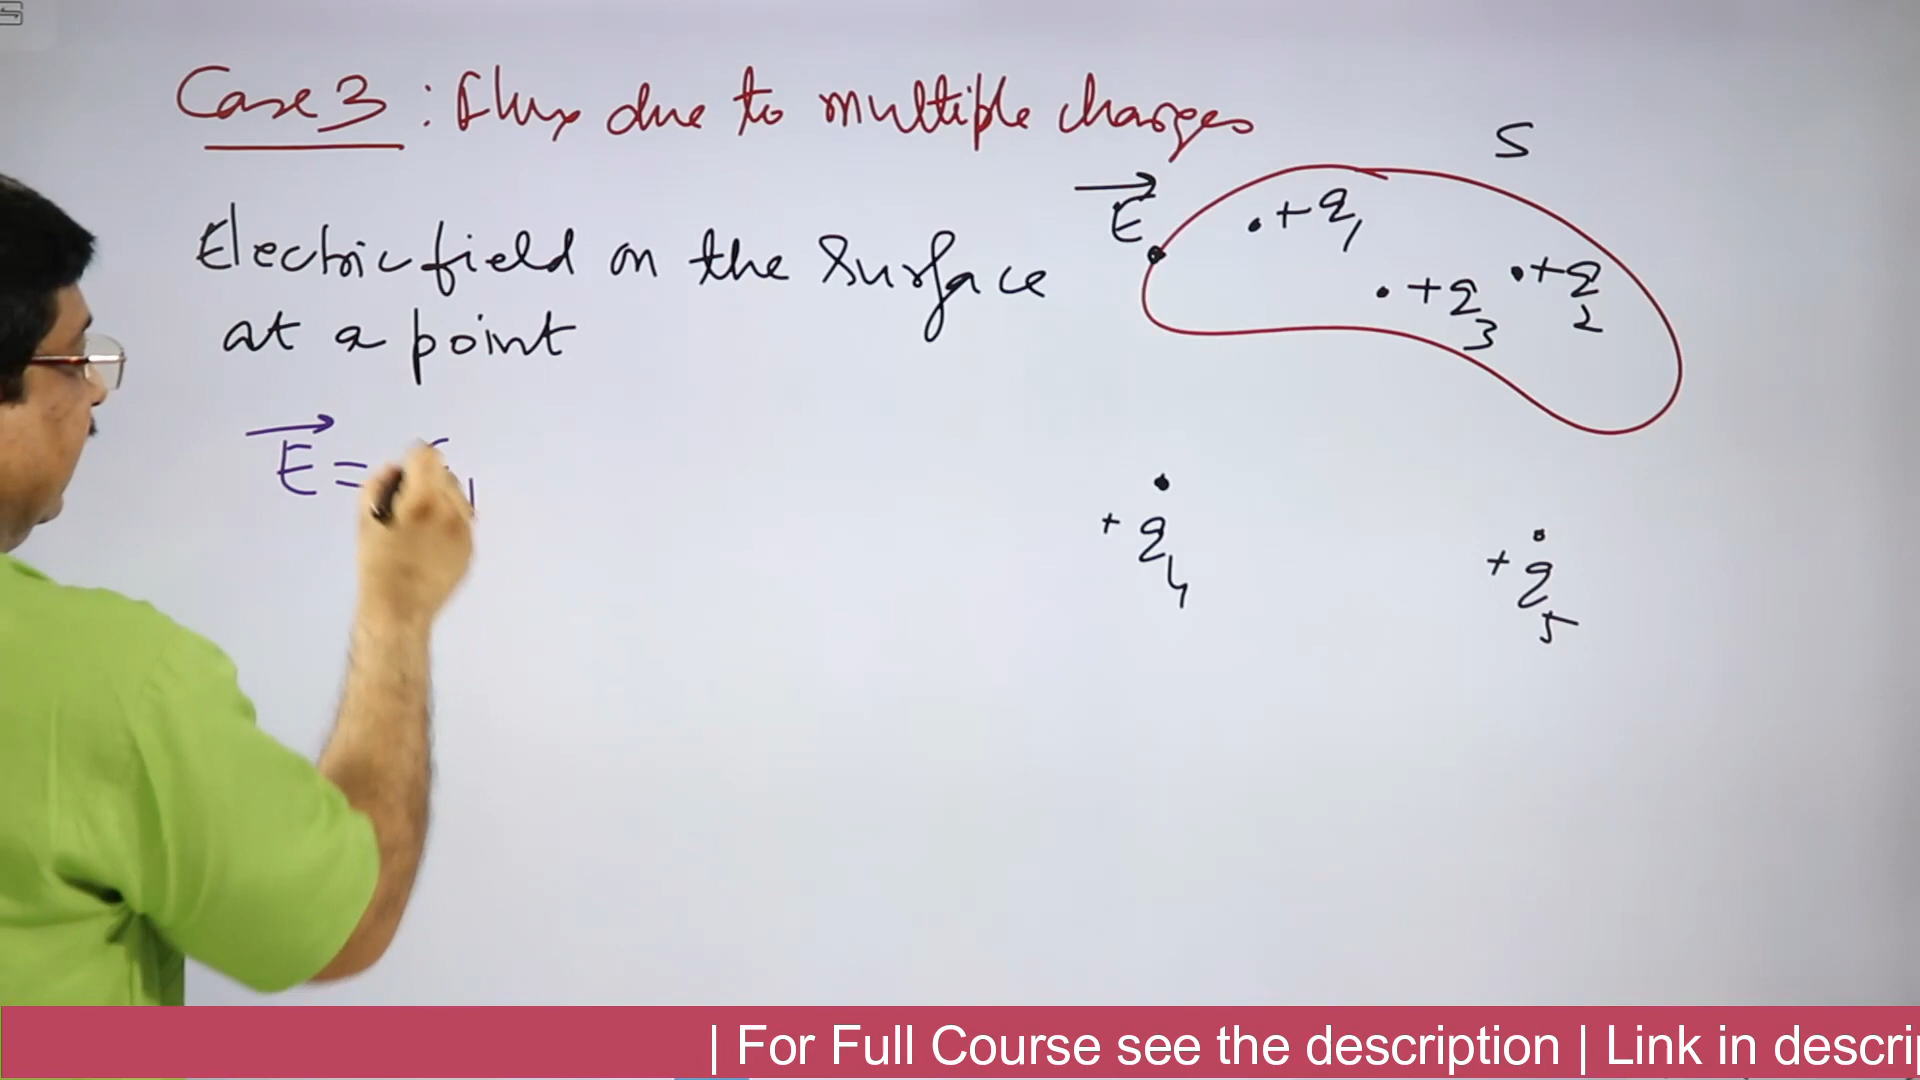 Case 3 : Flux due to multiple charges
S
Electric field on the surface
at a point
E
+q1
+q2
+q3
E =
+q4
+q5
| For Full Course see the description | Link in descri